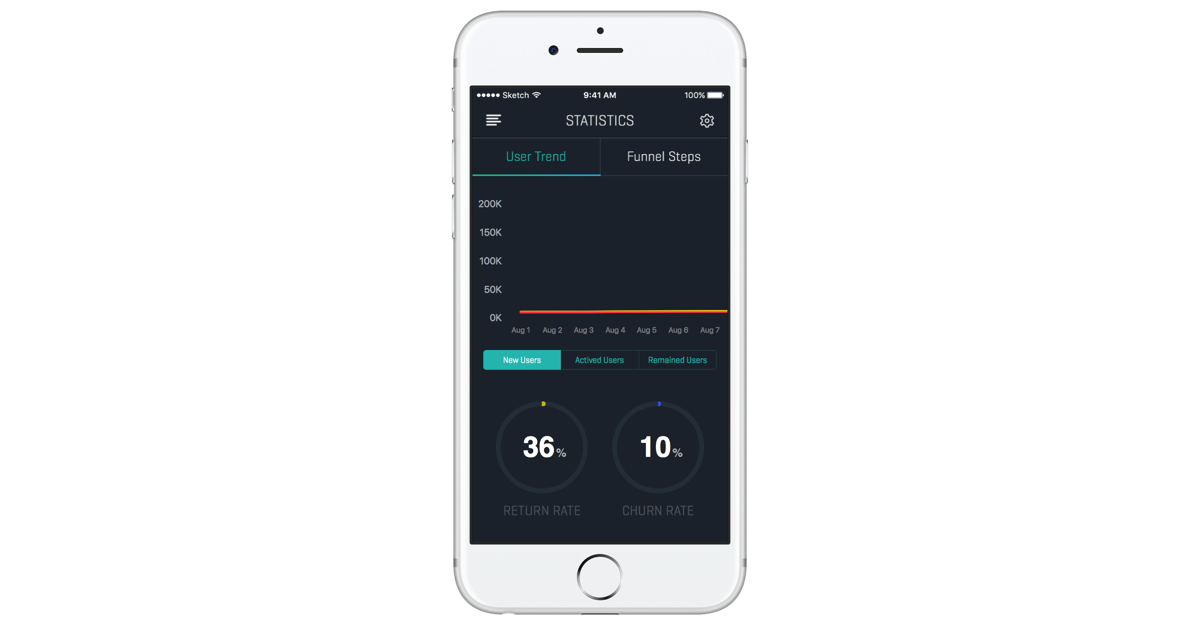 Sketch 9:41 AM 100%
STATISTICS
User Trend Funnel Steps
200K
150K
100K
50K
0K
Aug 1 Aug 2 Aug 3 Aug 4 Aug 5 Aug 6 Aug 7
New Users Actived Users Remained Users
36% 10%
RETURN RATE CHURN RATE